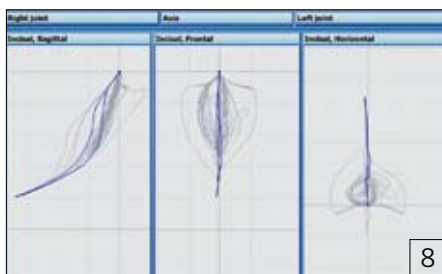 Right joint
Axis
Left joint
Incisal, Sagittal
Incisal, Frontal
Incisal, Horizontal
8